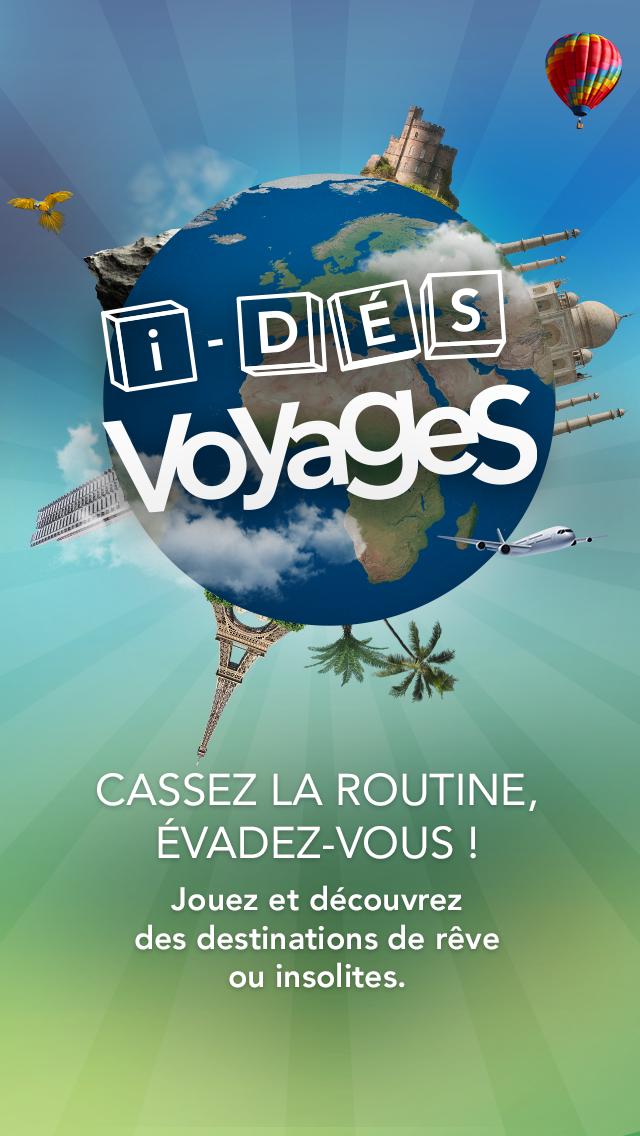 i-DÉS
VoyageS
CASSEZ LA ROUTINE,
ÉVADEZ-VOUS !
Jouez et découvrez
des destinations de rêve
ou insolites.